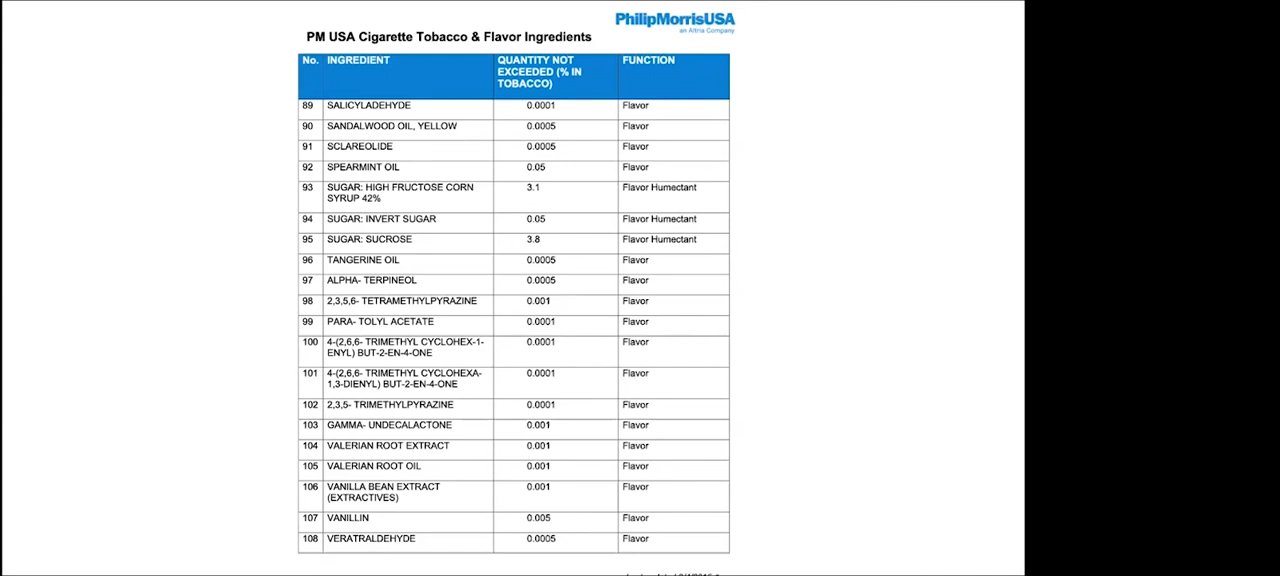 PhilipMorrisUSA
an Altria Company
PM USA Cigarette Tobacco & Flavor Ingredients
No. INGREDIENT QUANTITY NOT EXCEEDED (% IN TOBACCO) FUNCTION
89 SALICYLADEHYDE 0.0001 Flavor
90 SANDALWOOD OIL, YELLOW 0.0005 Flavor
91 SCLAREOLIDE 0.0005 Flavor
92 SPEARMINT OIL 0.05 Flavor
93 SUGAR: HIGH FRUCTOSE CORN SYRUP 42% 3.1 Flavor Humectant
94 SUGAR: INVERT SUGAR 0.05 Flavor Humectant
95 SUGAR: SUCROSE 3.8 Flavor Humectant
96 TANGERINE OIL 0.0005 Flavor
97 ALPHA- TERPINEOL 0.0005 Flavor
98 2,3,5,6- TETRAMETHYLPYRAZINE 0.001 Flavor
99 PARA- TOLYL ACETATE 0.0001 Flavor
100 4-(2,6,6- TRIMETHYL CYCLOHEX-1-ENYL) BUT-2-EN-4-ONE 0.0001 Flavor
101 4-(2,6,6- TRIMETHYL CYCLOHEXA-1,3-DIENYL) BUT-2-EN-4-ONE 0.0001 Flavor
102 2,3,5- TRIMETHYLPYRAZINE 0.0001 Flavor
103 GAMMA- UNDECALACTONE 0.001 Flavor
104 VALERIAN ROOT EXTRACT 0.001 Flavor
105 VALERIAN ROOT OIL 0.001 Flavor
106 VANILLA BEAN EXTRACT (EXTRACTIVES) 0.001 Flavor
107 VANILLIN 0.005 Flavor
108 VERATRALDEHYDE 0.0005 Flavor